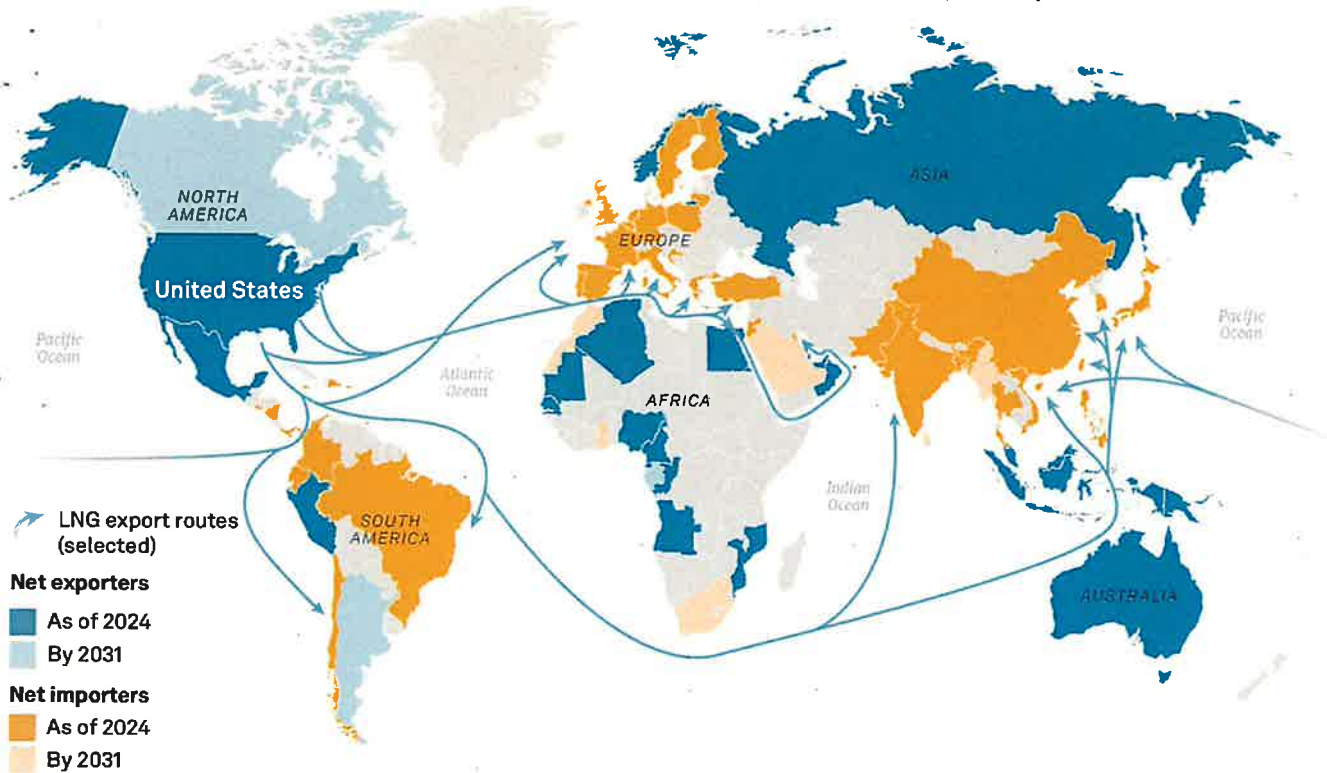 NORTH
AMERICA
United States
Pacific
Ocean
Atlantic
Ocean
EUROPE
ASIA
AFRICA
Pacific
Ocean
Indian
Ocean
SOUTH
AMERICA
AUSTRALIA
LNG export routes
(selected)
Net exporters
As of 2024
By 2031
Net importers
As of 2024
By 2031